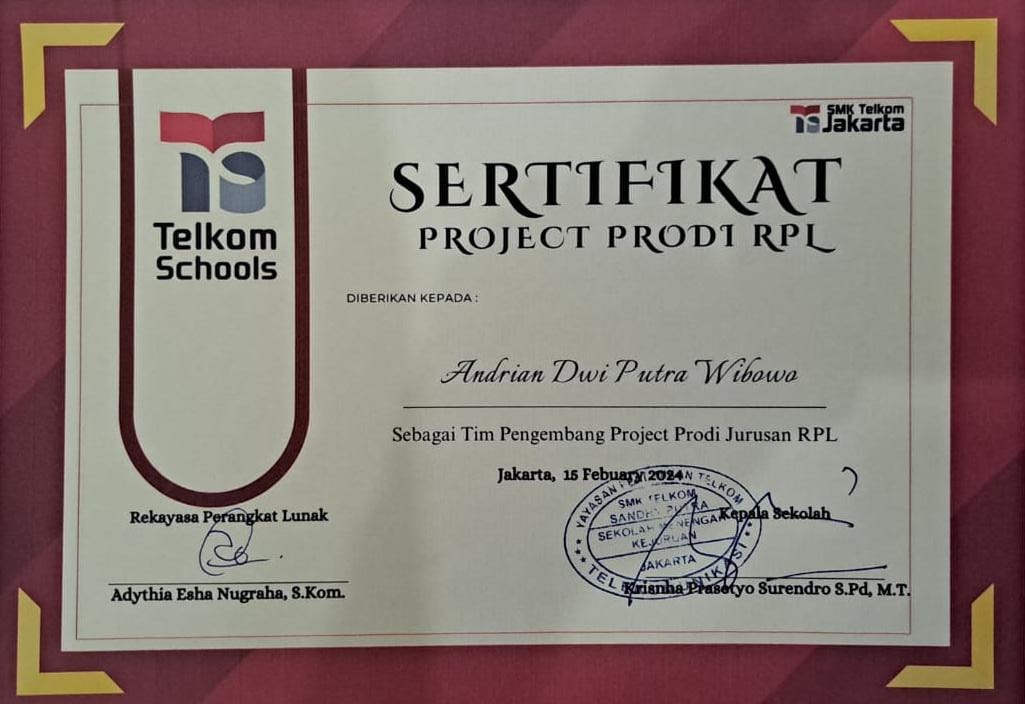 Telkom
Schools
SMK Telkom
Jakarta
SERTIFIKAT
PROJECT PRODI RPL
DIBERIKAN KEPADA :
Andrian Dwi Putra Wibowo
Sebagai Tim Pengembang Project Prodi Jurusan RPL
Jakarta, 15 Febuary 2024
Rekayasa Perangkat Lunak
Adythia Esha Nugraha, S.Kom.
Kepala Sekolah
Krisnha Prasetyo Surendro S.Pd, M.T.
YAYASAN TELKOM
SMK TELKOM
SANDHY PUTRA
SEKOLAH MENENGAH
KEJURUAN
JAKARTA